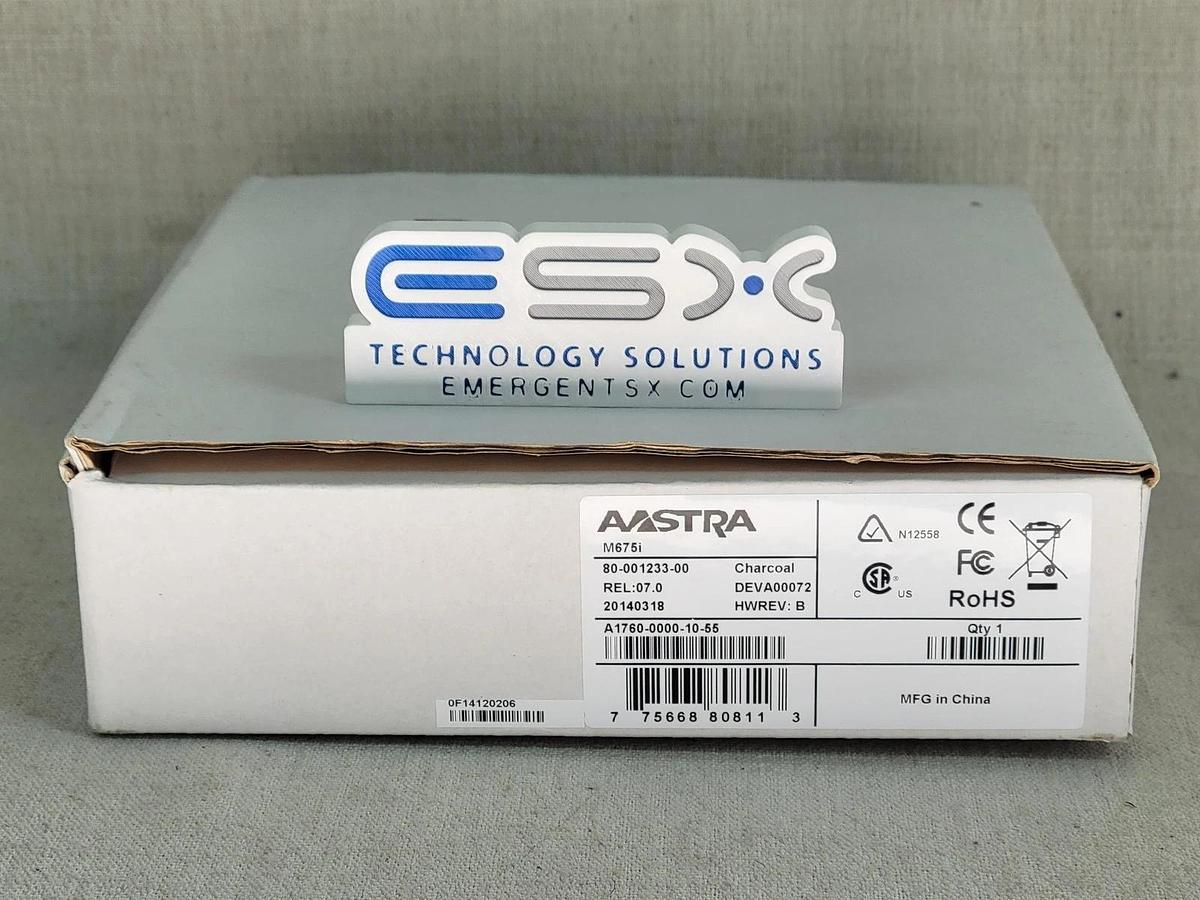 ESX
TECHNOLOGY SOLUTIONS
EMERGENTSX.COM
AASTRA
M675i
80-001233-00 Charcoal
REL:07.0 DEVA00072
20140318 HWREV: B
N12558
CE
FC
C SA US
RoHS
A1760-0000-10-55
Qty 1
7 75668 80811 3
MFG in China
0F14120206